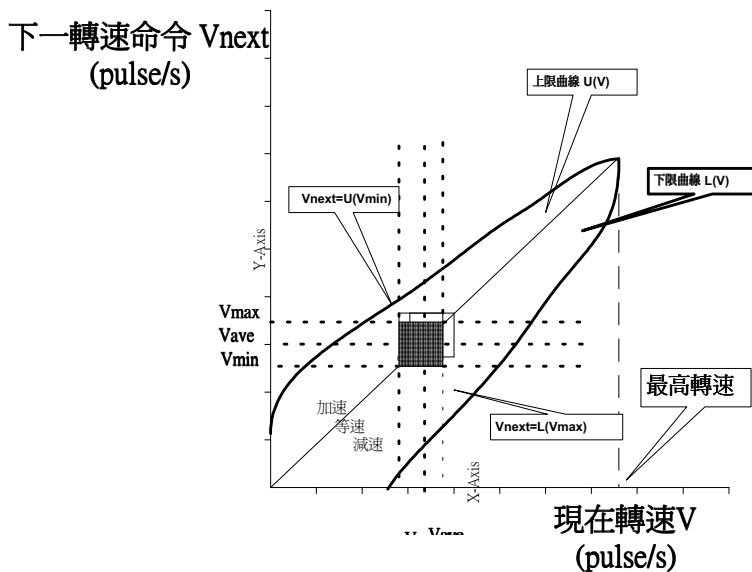 下一轉速命令 Vnext
(pulse/s)
上限曲線 U(V)
下限曲線 L(V)
Vnext=U(Vmin)
Y-Axis
Vmax
Vave
Vmin
最高轉速
加速
等速
減速
Vnext=L(Vmax)
X-Axis
Vave
現在轉速V
(pulse/s)